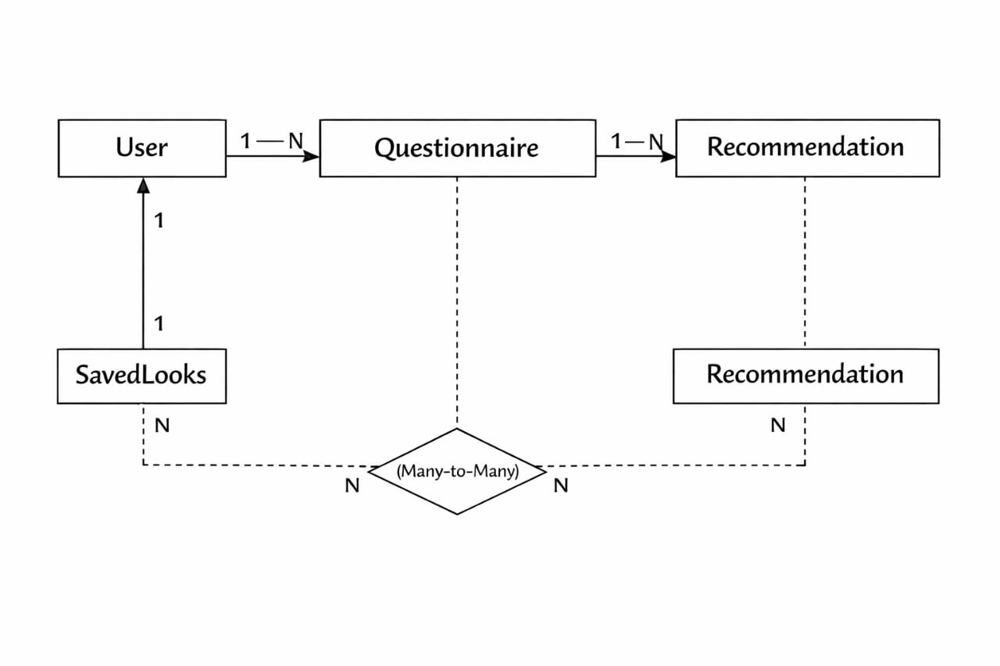 User
1—N
Questionnaire
1—N
Recommendation
1
1
SavedLooks
Recommendation
N
N
(Many-to-Many)
N
N